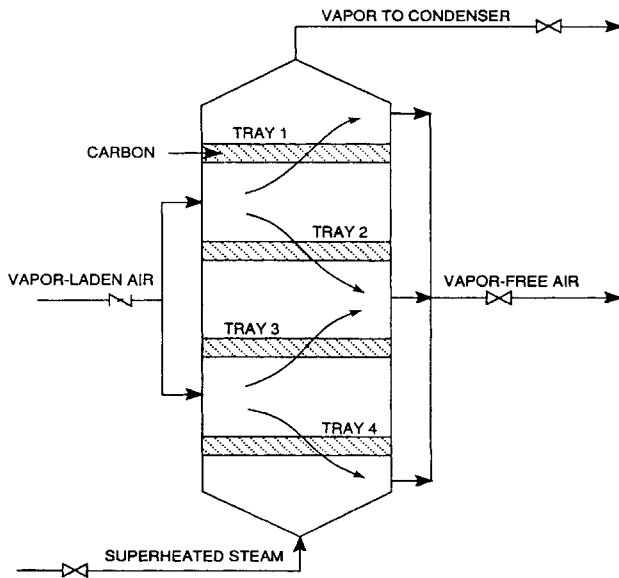 VAPOR TO CONDENSER
TRAY 1
CARBON
TRAY 2
VAPOR-LADEN AIR
VAPOR-FREE AIR
TRAY 3
TRAY 4
SUPERHEATED STEAM